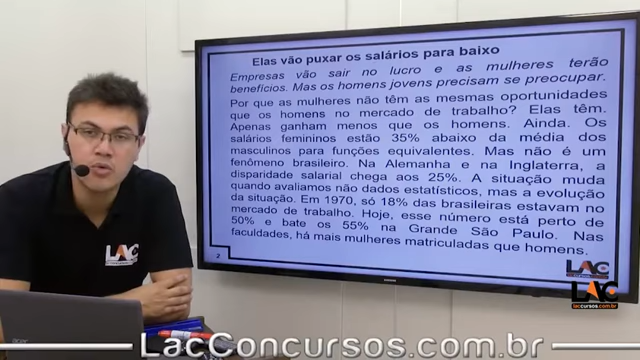 Elas vão puxar os salários para baixo
Empresas vão sair no lucro e as mulheres terão
benefícios. Mas os homens jovens precisam se preocupar.
Por que as mulheres não têm as mesmas oportunidades
que os homens no mercado de trabalho? Elas têm.
Apenas ganham menos que os homens. Ainda. Os
salários femininos estão 35% abaixo da média dos
masculinos para funções equivalentes. Mas não é um
fenômeno brasileiro. Na Alemanha e na Inglaterra, a
disparidade salarial chega aos 25%. A situação muda
quando avaliamos não dados estatísticos, mas a evolução
da situação. Em 1970, só 18% das brasileiras estavam no
mercado de trabalho. Hoje, esse número está perto de
50% e bate os 55% na Grande São Paulo. Nas
faculdades, há mais mulheres matriculadas que homens.
2
LAC
LAC
LAC
laccursos.com.br
acer
LacConcursos.com.br